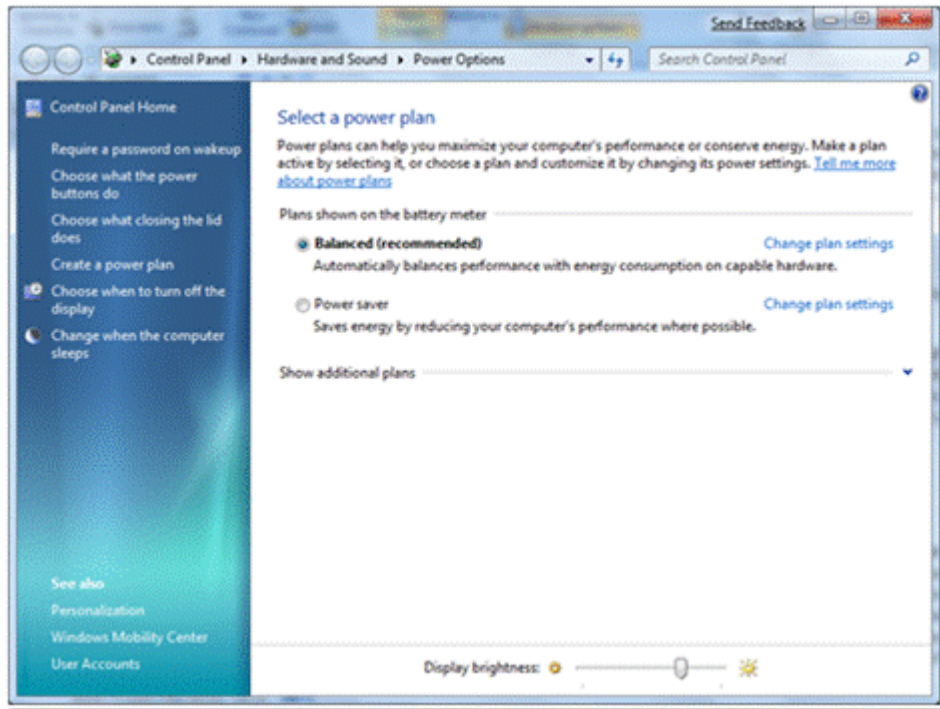 Send Feedback
Control Panel Hardware and Sound Power Options
Search Control Panel
Control Panel Home
Require a password on wakeup
Choose what the power
buttons do
Choose what closing the lid
does
Create a power plan
Choose when to turn off the
display
Change when the computer
sleeps
See also
Personalization
Windows Mobility Center
User Accounts
Select a power plan
Power plans can help you maximize your computer's performance or conserve energy. Make a plan
active by selecting it, or choose a plan and customize it by changing its power settings. Tell me more
about power plans
Plans shown on the battery meter
Balanced (recommended) Change plan settings
Automatically balances performance with energy consumption on capable hardware.
Power saver Change plan settings
Saves energy by reducing your computer's performance where possible.
Show additional plans
Display brightness: